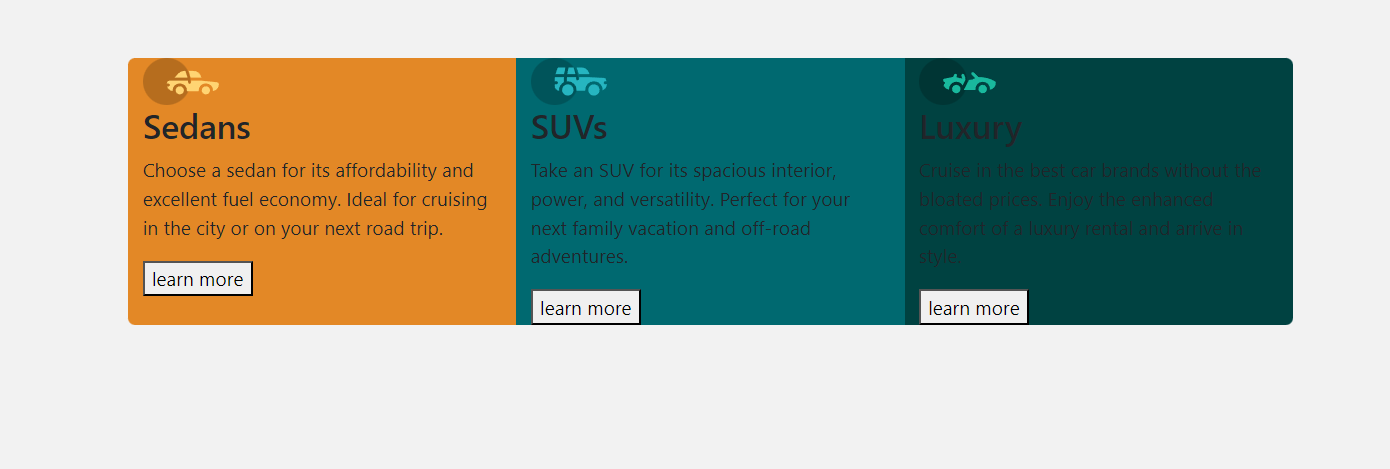 Sedans
Choose a sedan for its affordability and
excellent fuel economy. Ideal for cruising
in the city or on your next road trip.
learn more
SUVs
Take an SUV for its spacious interior,
power, and versatility. Perfect for your
next family vacation and off-road
adventures.
learn more
Luxury
Cruise in the best car brands without the
bloated prices. Enjoy the enhanced
comfort of a luxury rental and arrive in
style.
learn more